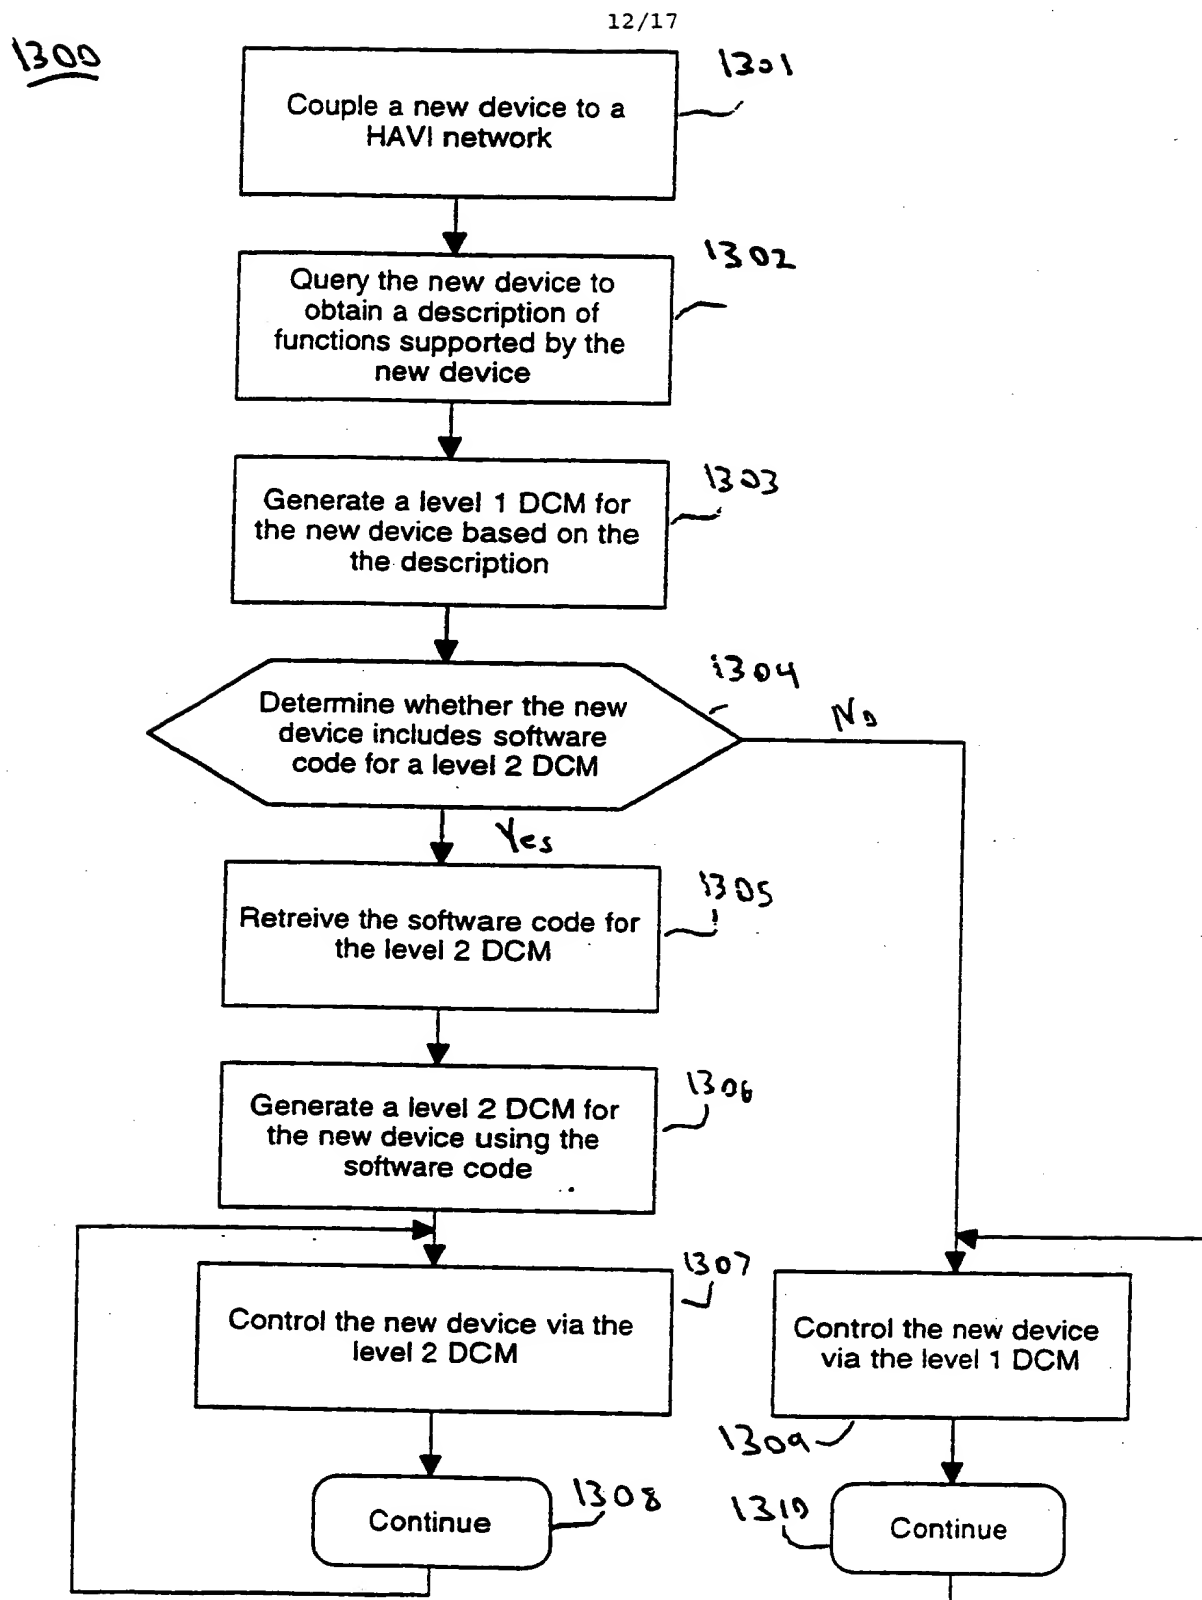 12/17
1300
1301
Couple a new device to a
HAVI network
1302
Query the new device to
obtain a description of
functions supported by the
new device
1303
Generate a level 1 DCM for
the new device based on the
the description
1304
Determine whether the new
device includes software
code for a level 2 DCM
No
Yes
1305
Retreive the software code for
the level 2 DCM
1306
Generate a level 2 DCM for
the new device using the
software code
1307
Control the new device via the
level 2 DCM
Control the new device
via the level 1 DCM
1309
1308
Continue
1310
Continue